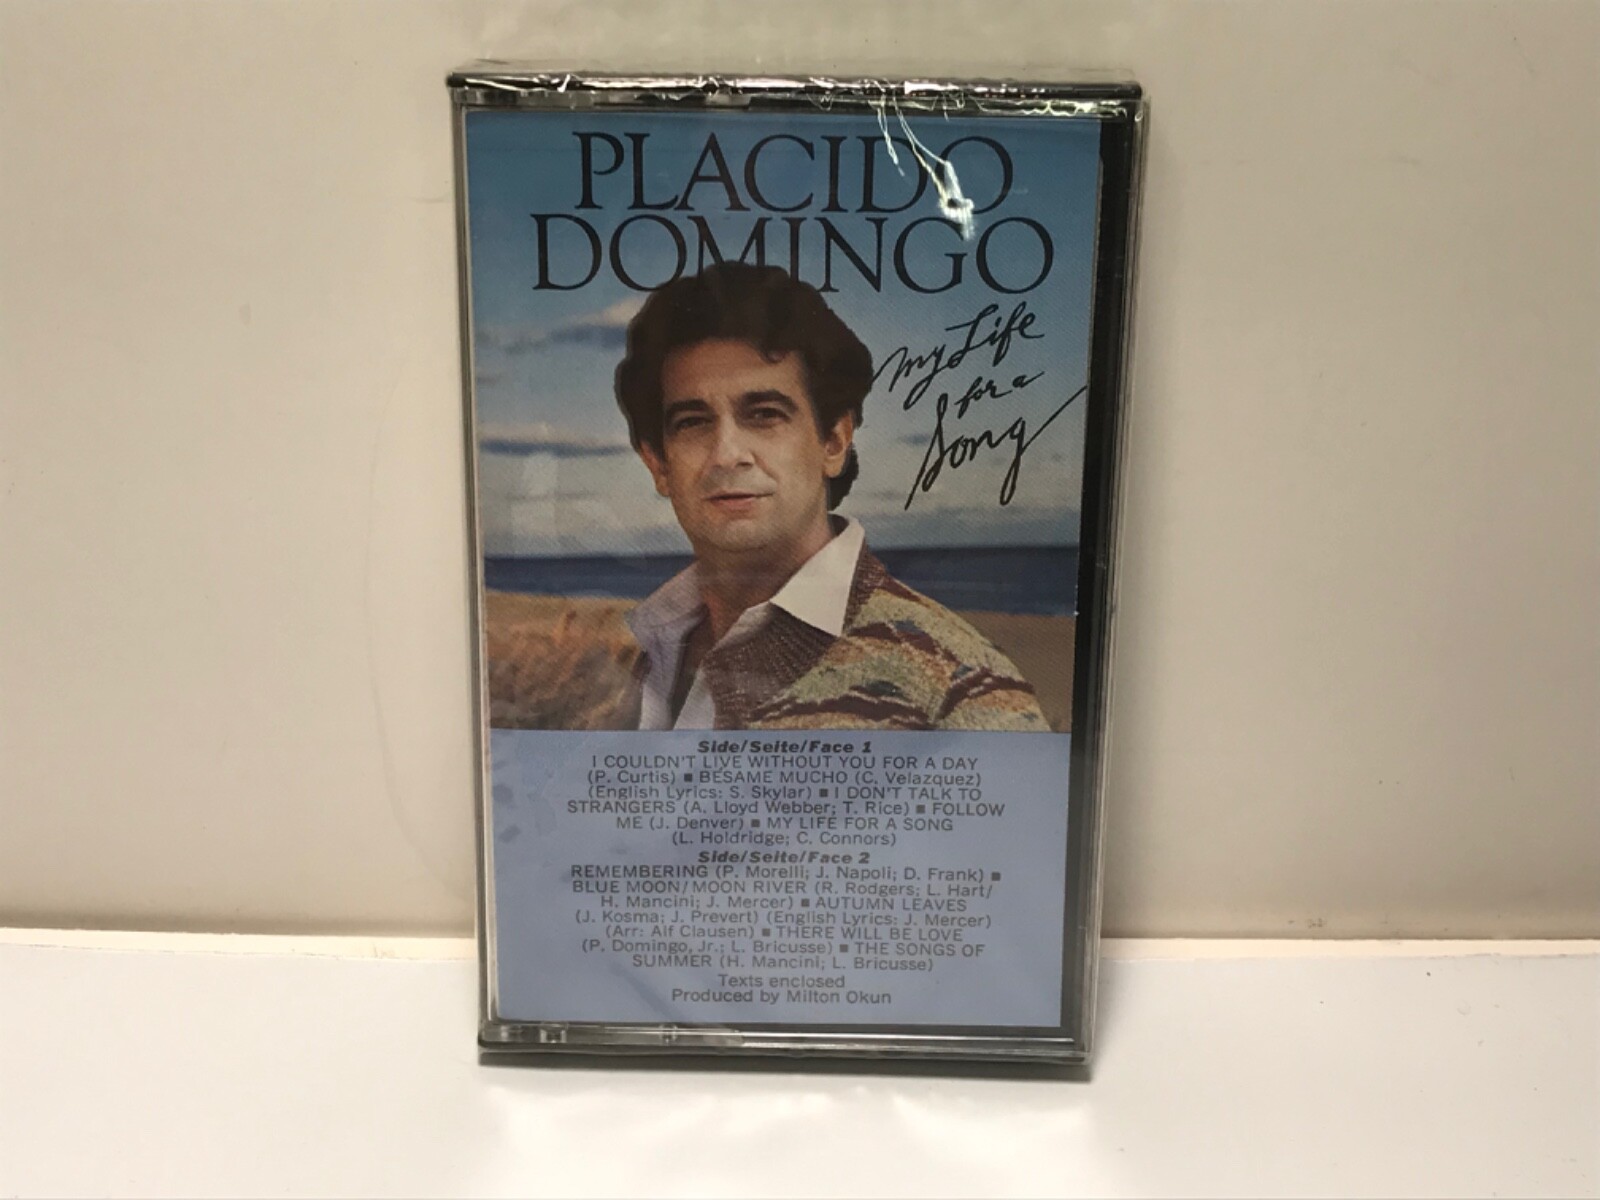 PLACIDO
DOMINGO
My Life
for a
Song
Side/Seite/Face 1
I COULDN'T LIVE WITHOUT YOU FOR A DAY
(P. Curtis) ■ BESAME MUCHO (C. Velazquez)
(English Lyrics: S. Skylar) ■ I DON'T TALK TO
STRANGERS (A. Lloyd Webber; T. Rice) ■ FOLLOW
ME (J. Denver) ■ MY LIFE FOR A SONG
(L. Holdridge; C. Connors)
Side/Seite/Face 2
REMEMBERING (P. Morelli; J. Napoli; D. Frank) ■
BLUE MOON/MOON RIVER (R. Rodgers; L. Hart/
H. Mancini; J. Mercer) ■ AUTUMN LEAVES
(J. Kosma; J. Prevert) (English Lyrics: J. Mercer)
(Arr: Alf Clausen) ■ THERE WILL BE LOVE
(P. Domingo, Jr.; L. Bricusse) ■ THE SONGS OF
SUMMER (H. Mancini; L. Bricusse)
Texts enclosed
Produced by Milton Okun